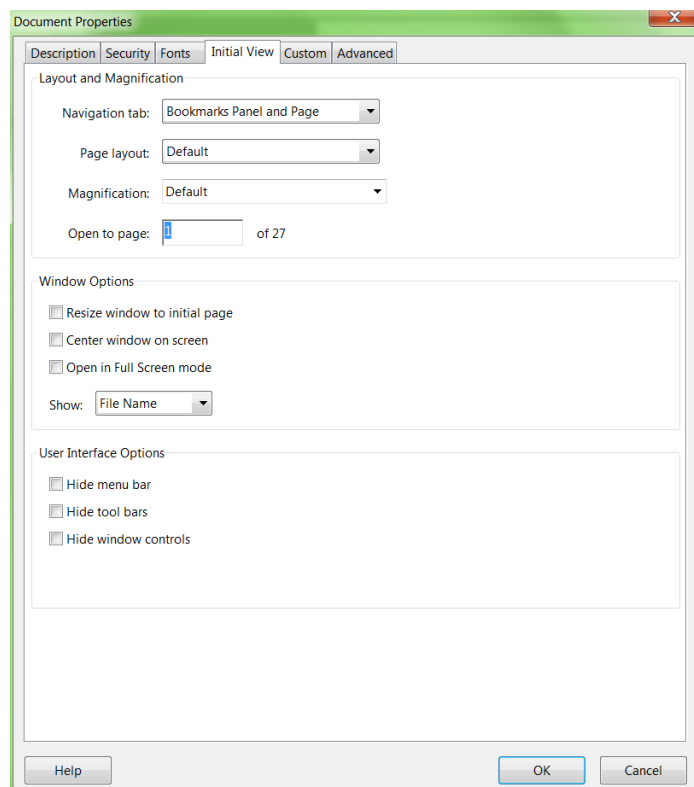 Document Properties
Description Security Fonts Initial View Custom Advanced
Layout and Magnification
Navigation tab: Bookmarks Panel and Page
Page layout: Default
Magnification: Default
Open to page: 1 of 27
Window Options
Resize window to initial page
Center window on screen
Open in Full Screen mode
Show: File Name
User Interface Options
Hide menu bar
Hide tool bars
Hide window controls
Help OK Cancel